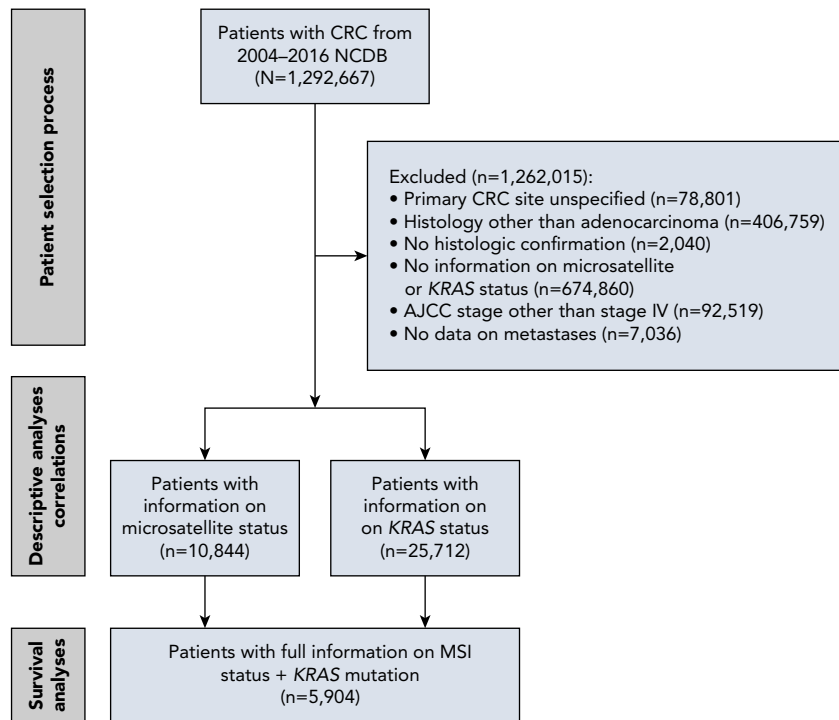 Patient selection process
Patients with CRC from
2004–2016 NCDB
(N=1,292,667)
Excluded (n=1,262,015):
• Primary CRC site unspecified (n=78,801)
• Histology other than adenocarcinoma (n=406,759)
• No histologic confirmation (n=2,040)
• No information on microsatellite
or KRAS status (n=674,860)
• AJCC stage other than stage IV (n=92,519)
• No data on metastases (n=7,036)
Descriptive analyses
correlations
Patients with
information on
microsatellite status
(n=10,844)
Patients with
information on
on KRAS status
(n=25,712)
Survival
analyses
Patients with full information on MSI
status + KRAS mutation
(n=5,904)